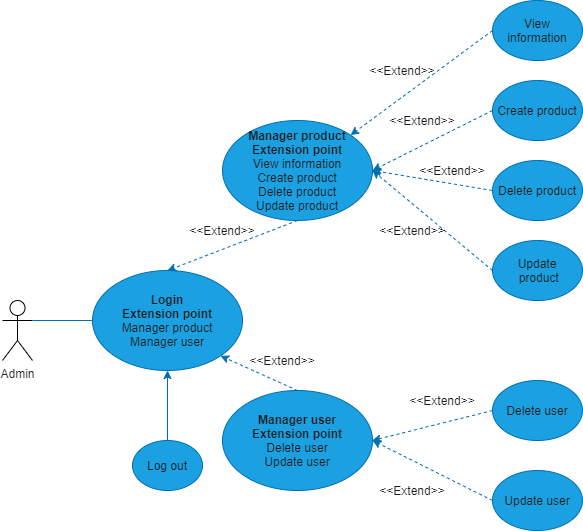 View
information
<<Extend>>
Create product
<<Extend>>
Manager product
Extension point
View information
Create product
Delete product
Update product
<<Extend>>
Delete product
<<Extend>>
<<Extend>>
Update
product
Login
Extension point
Manager product
Manager user
Admin
<<Extend>>
<<Extend>>
Delete user
Manager user
Extension point
Delete user
Update user
Log out
<<Extend>>
Update user